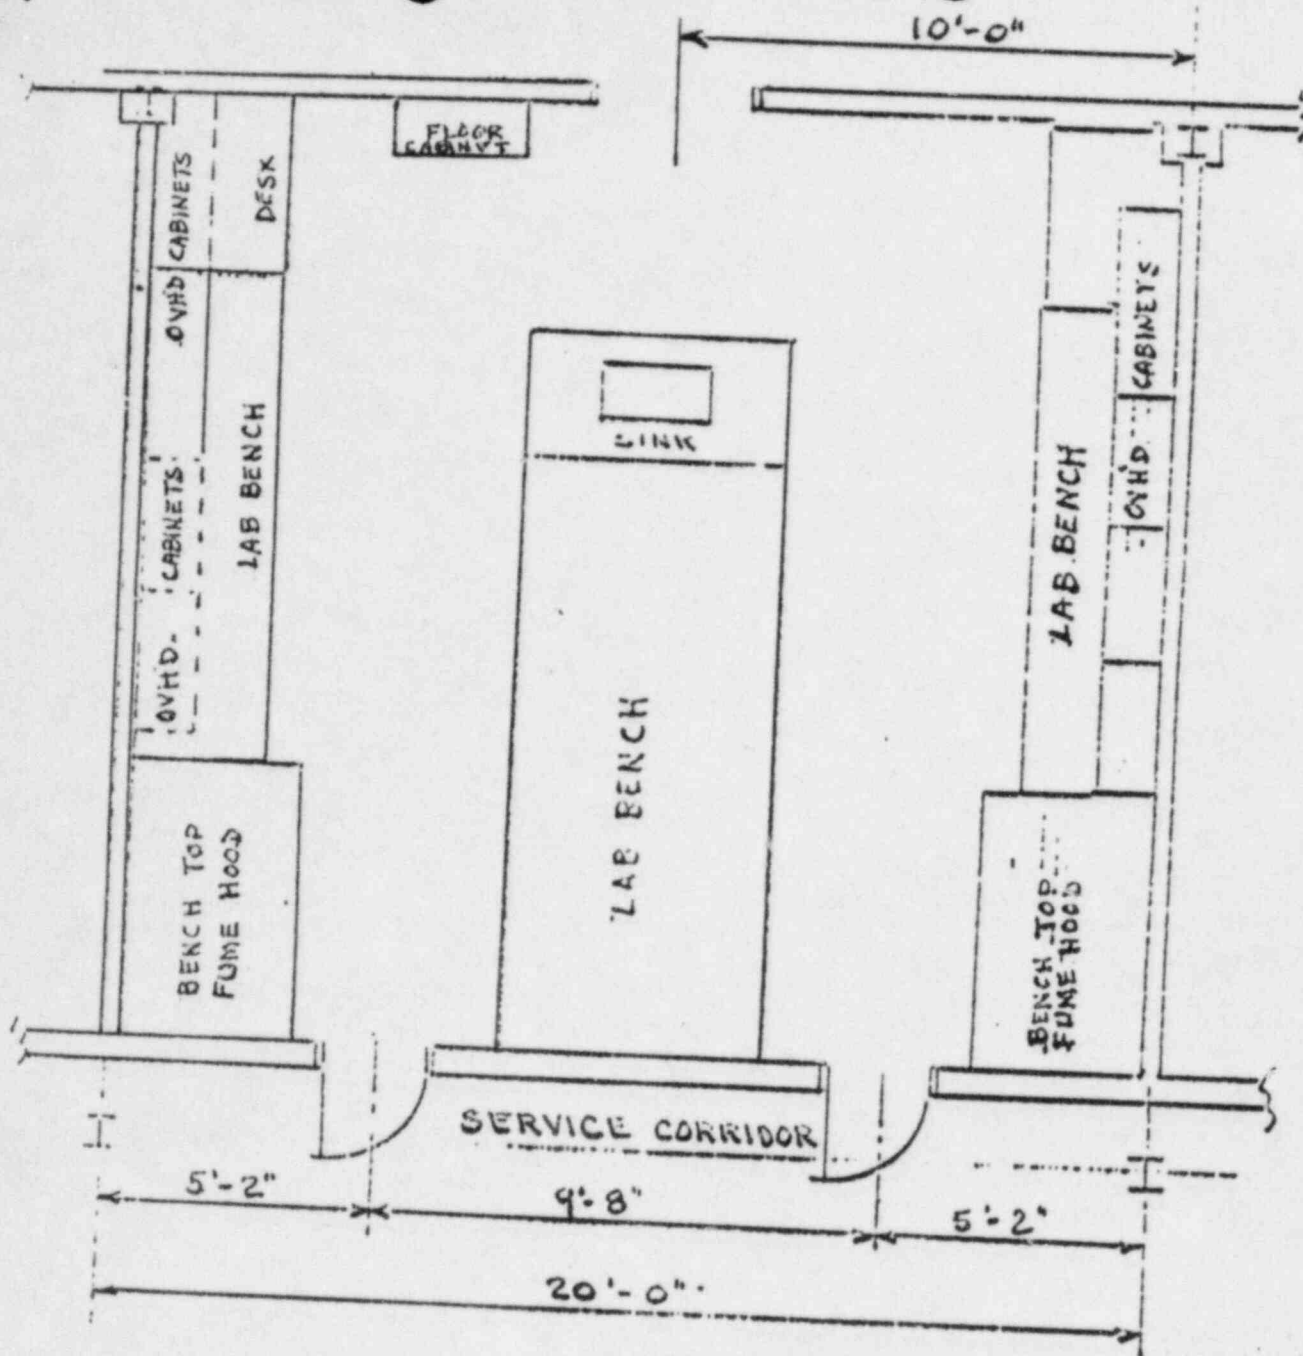 10'-0"
FLOOR
CABINET
OVHD CABINETS
DESK
OVHD CABINETS
LAB BENCH
SINK
LAB BENCH
LAB BENCH
OVHD CABINETS
BENCH TOP
FUME HOOD
BENCH TOP
FUME HOOD
SERVICE CORRIDOR
5'-2"
9'-8"
5'-2"
20'-0"